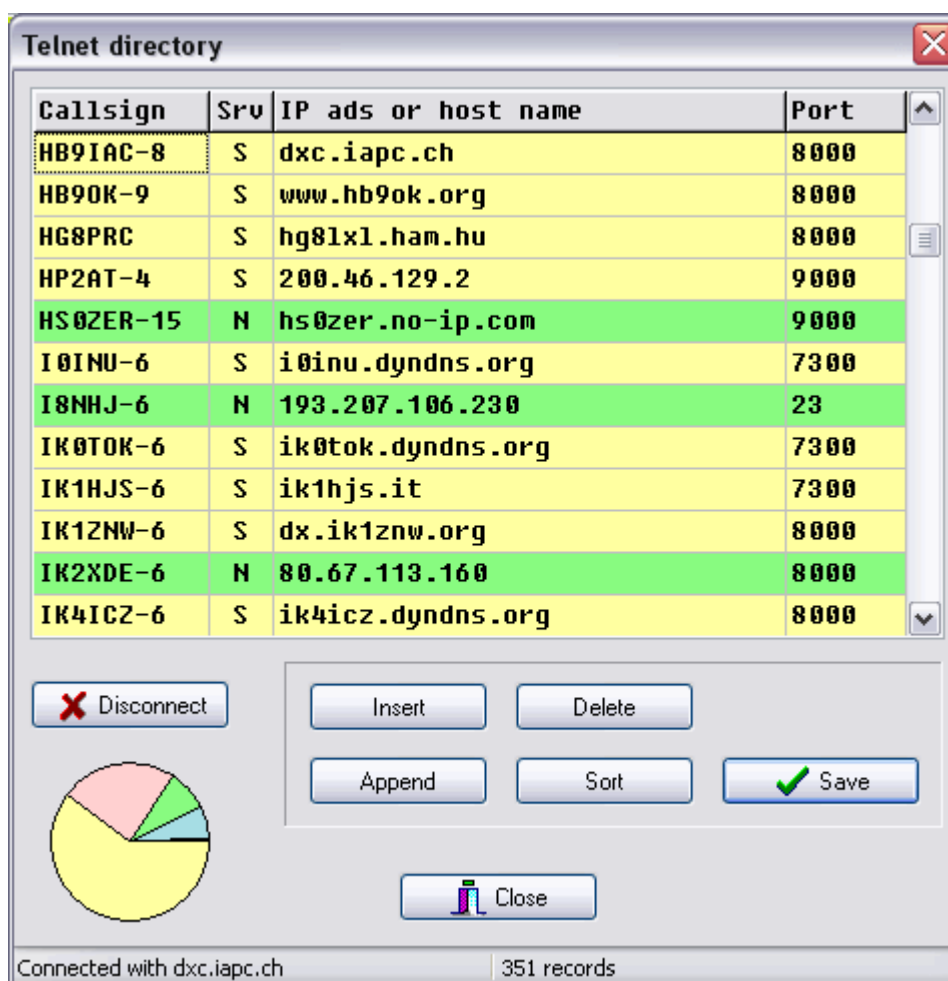 Telnet directory
Callsign Srv IP ads or host name Port
HB9IAC-8 S dxc.iapc.ch 8000
HB9OK-9 S www.hb9ok.org 8000
HG8PRC S hg8lxl.ham.hu 8000
HP2AT-4 S 200.46.129.2 9000
HS0ZER-15 N hs0zer.no-ip.com 9000
I0INU-6 S i0inu.dyndns.org 7300
I8NHJ-6 N 193.207.106.230 23
IK0TOK-6 S ik0tok.dyndns.org 7300
IK1HJS-6 S ik1hjs.it 7300
IK1ZNW-6 S dx.ik1znw.org 8000
IK2XDE-6 N 80.67.113.160 8000
IK4ICZ-6 S ik4icz.dyndns.org 8000
Disconnect Insert Delete
Append Sort Save
Close
Connected with dxc.iapc.ch 351 records